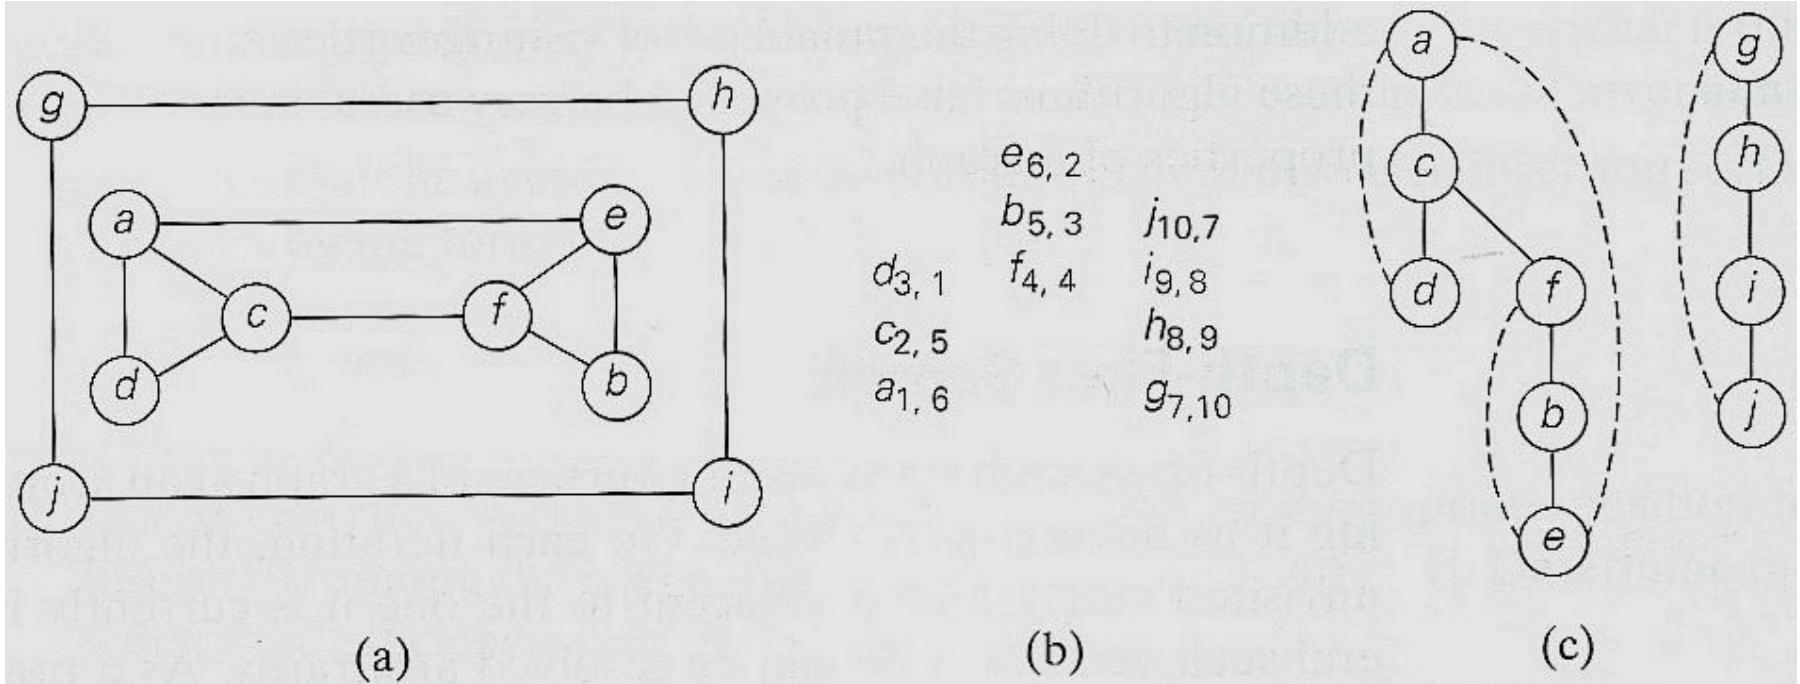 g h
a e
c f
d b
j i
(a)
e6, 2
b5, 3 j10,7
d3, 1 f4, 4 i9, 8
c2, 5 h8, 9
a1, 6 g7,10
(b)
a g
c h
d f i
b j
e
(c)